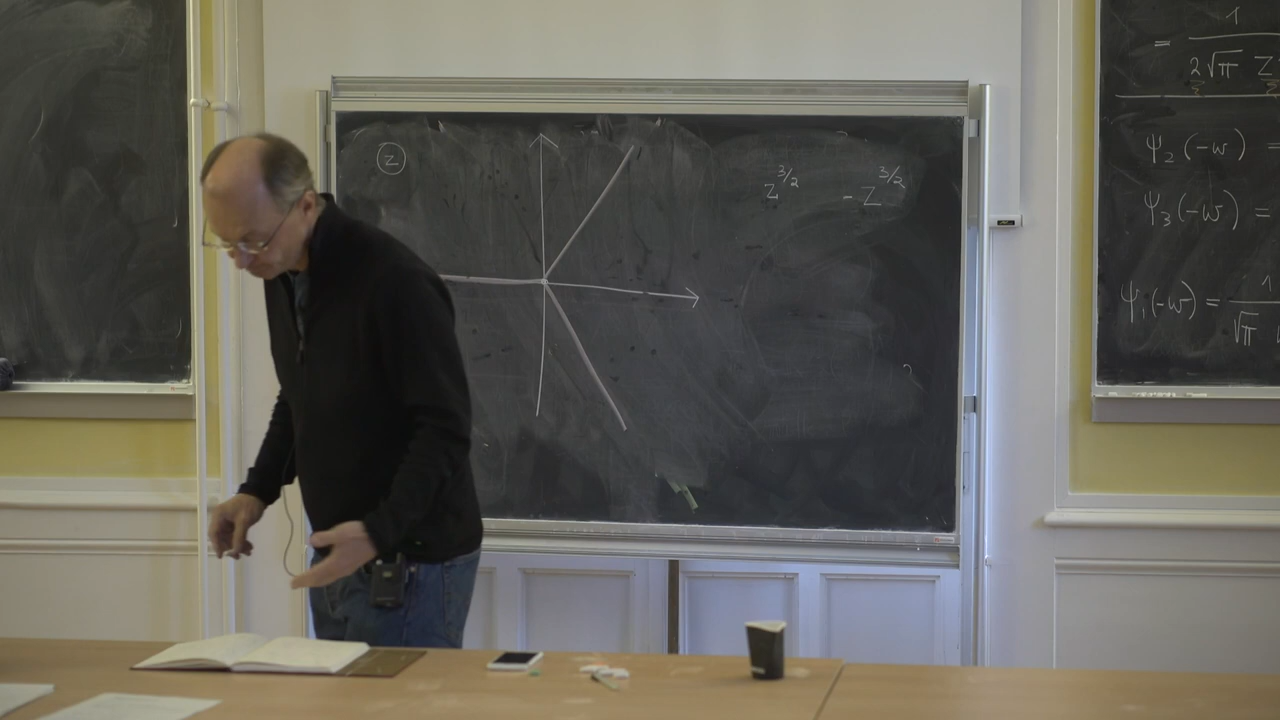 z
z^{3/2} -z^{3/2}
= 1 / 2√π z
ψ₂(-w) =
ψ₃(-w) =
ψ₁(-w) = 1 / √π